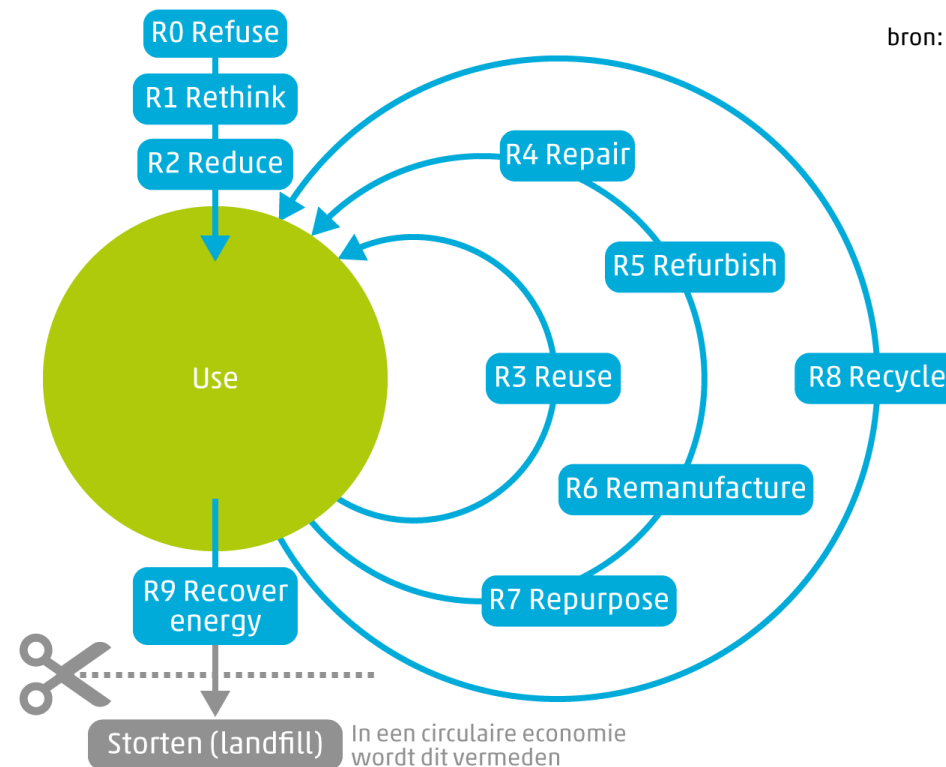 R0 Refuse
bron:
R1 Rethink
R2 Reduce
R4 Repair
R5 Refurbish
Use
R3 Reuse
R8 Recycle
R6 Remanufacture
R7 Repurpose
R9 Recover
energy
Storten (landfill)
In een circulaire economie
wordt dit vermeden